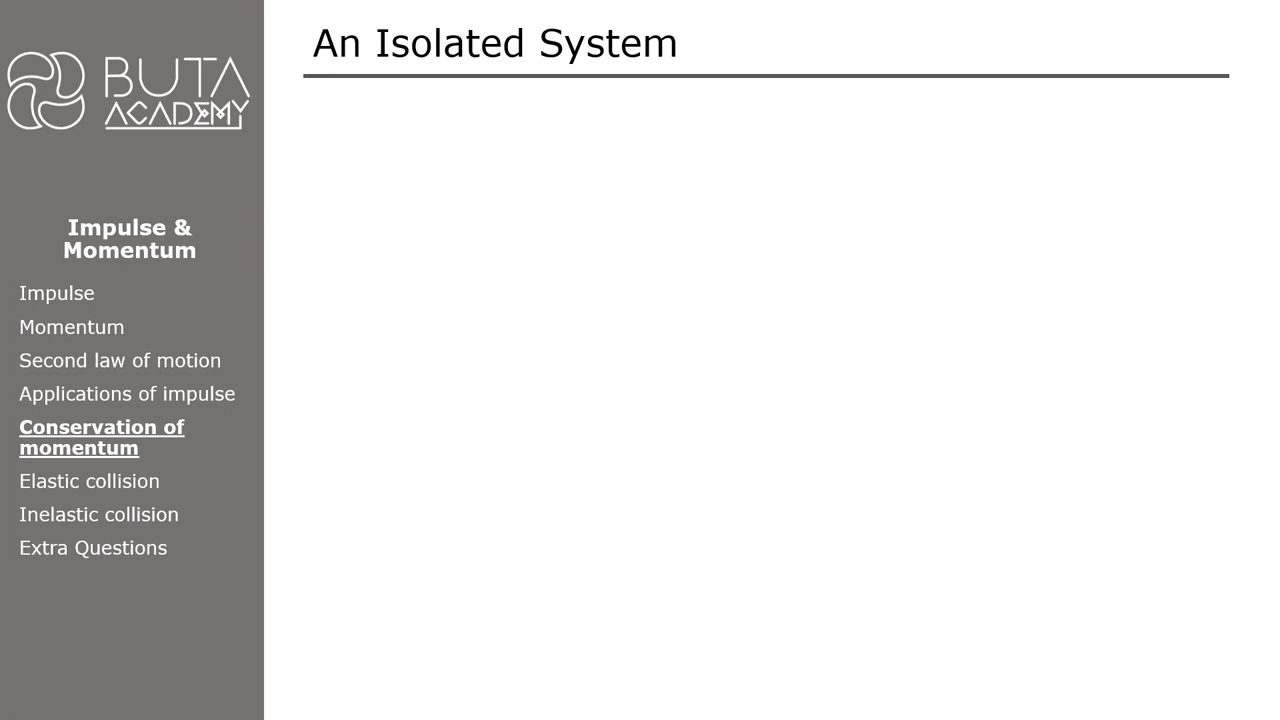 An Isolated System
BUTA
ACADEMY
Impulse &
Momentum
Impulse
Momentum
Second law of motion
Applications of impulse
Conservation of
momentum
Elastic collision
Inelastic collision
Extra Questions